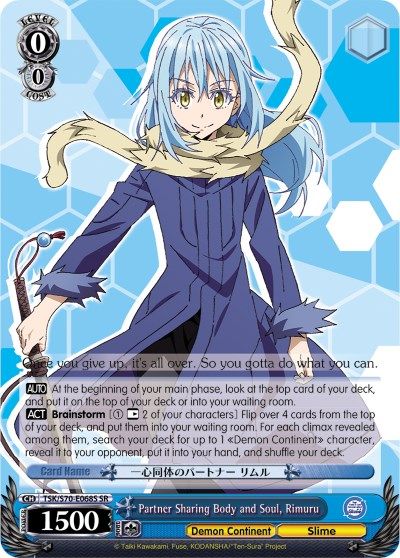 LEVEL
0
0
COST
Once you give up, it's all over. So you gotta do what you can.
AUTO At the beginning of your main phase, look at the top card of your deck,
and put it on the top of your deck or into your waiting room.
ACT Brainstorm [① 2 of your characters] Flip over 4 cards from the
top of your deck, and put them into your waiting room. For each climax revealed
among them, search your deck for up to 1 «Demon Continent» character,
reveal it to your opponent, put it into your hand, and shuffle your deck.
Card Name
一心同体のパートナー リムル
CH TSK/S70-E068S SR
POWER
1500
Partner Sharing Body and Soul, Rimuru
Demon Continent
Slime
© Taiki Kawakami, Fuse, KODANSHA/"Ten-Sura" Project